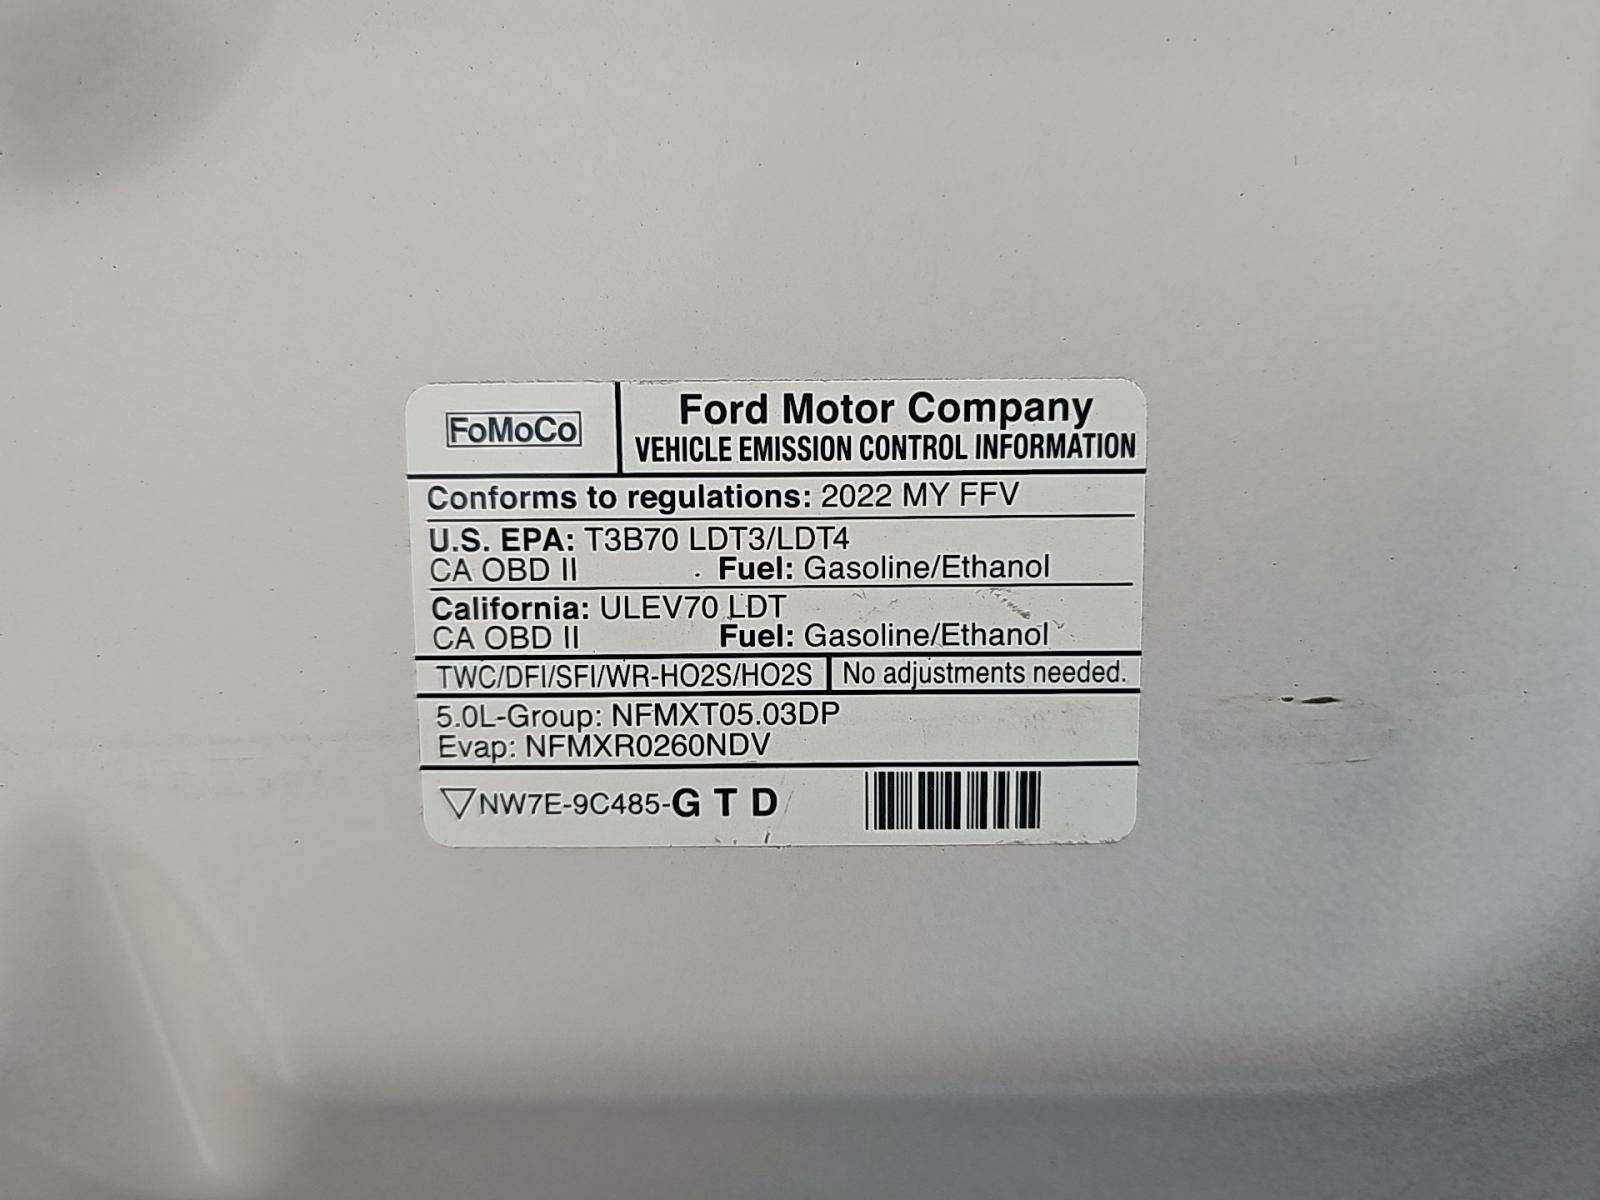 FoMoCo
Ford Motor Company
VEHICLE EMISSION CONTROL INFORMATION
Conforms to regulations: 2022 MY FFV
U.S. EPA: T3B70 LDT3/LDT4
CA OBD II Fuel: Gasoline/Ethanol
California: ULEV70 LDT
CA OBD II Fuel: Gasoline/Ethanol
TWC/DFI/SFI/WR-HO2S/HO2S No adjustments needed.
5.0L-Group: NFMXT05.03DP
Evap: NFMXR0260NDV
NW7E-9C485-G T D